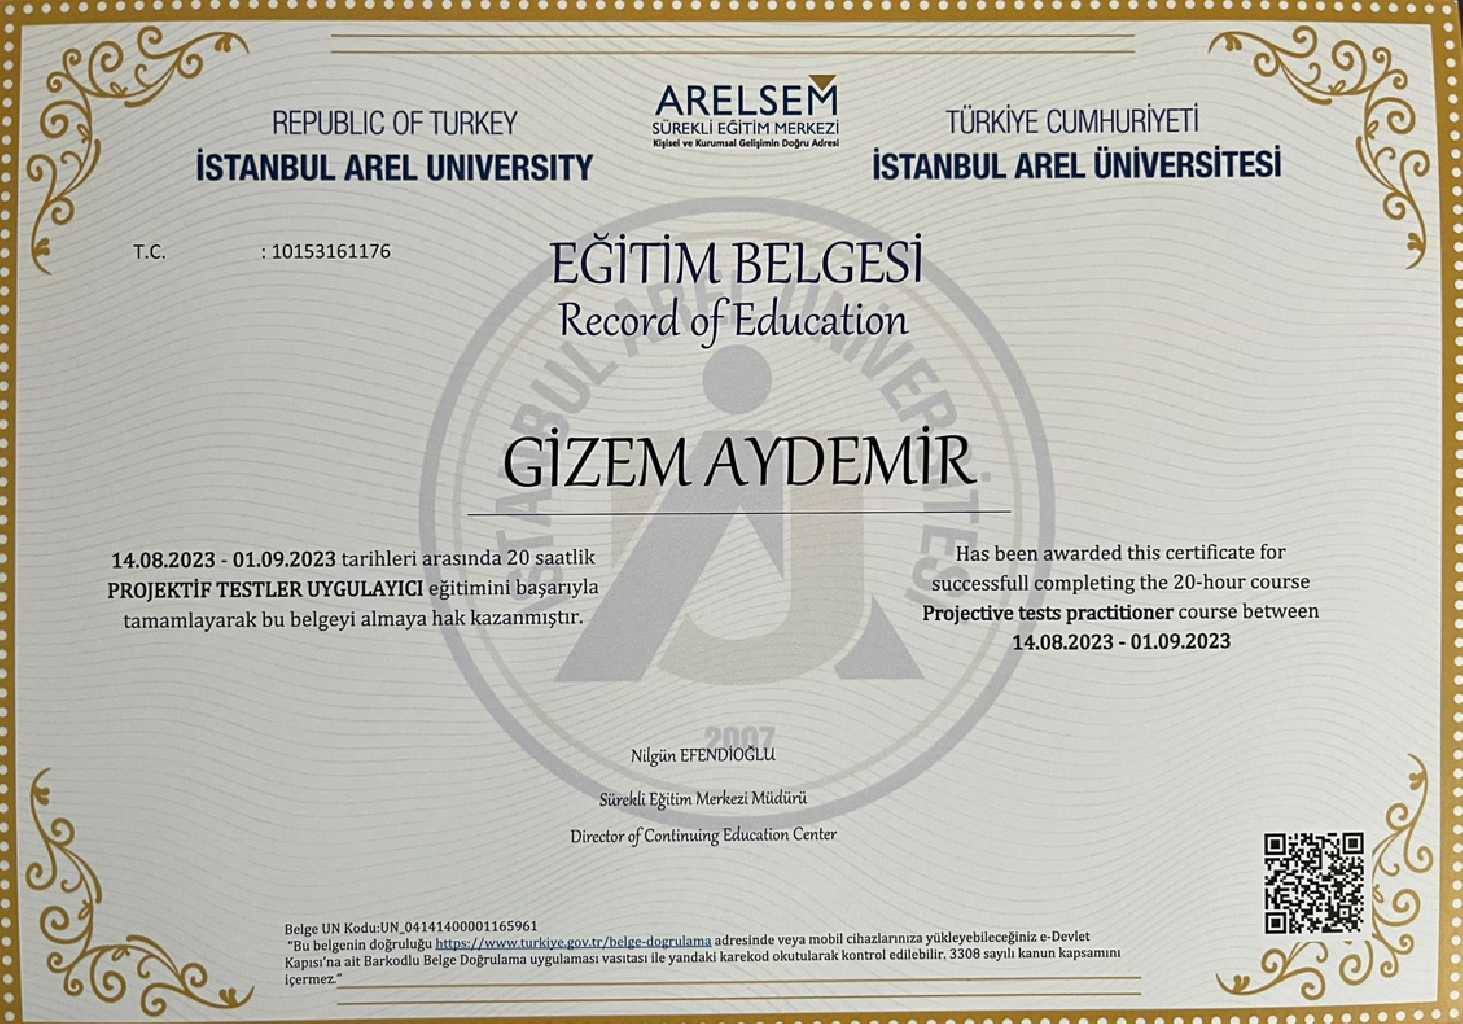 REPUBLIC OF TURKEY
İSTANBUL AREL UNIVERSITY
ARELSEM
SÜREKLİ EĞİTİM MERKEZİ
Kişisel ve Kurumsal Gelişimin Doğru Adresi
TÜRKİYE CUMHURİYETİ
İSTANBUL AREL ÜNİVERSİTESİ
T.C. : 10153161176
EĞİTİM BELGESİ
Record of Education
İSTANBUL AREL ÜNİVERSİTESİ
GİZEM AYDEMİR
14.08.2023 - 01.09.2023 tarihleri arasında 20 saatlik
PROJEKTİF TESTLER UYGULAYICI eğitimini başarıyla
tamamlayarak bu belgeyi almaya hak kazanmıştır.
Has been awarded this certificate for
successfull completing the 20-hour course
Projective tests practitioner course between
14.08.2023 - 01.09.2023
2007
Nilgün EFENDİOĞLU
Sürekli Eğitim Merkezi Müdürü
Director of Continuing Education Center
Belge UN Kodu:UN_04141400001165961
"Bu belgenin doğruluğu https://www.turkiye.gov.tr/belge-dogrulama adresinde veya mobil cihazlarınıza yükleyebileceğiniz e-Devlet
Kapısı'na ait Barkodlu Belge Doğrulama uygulaması vasıtası ile yandaki karekod okutularak kontrol edilebilir. 3308 sayılı kanun kapsamını
içermez."